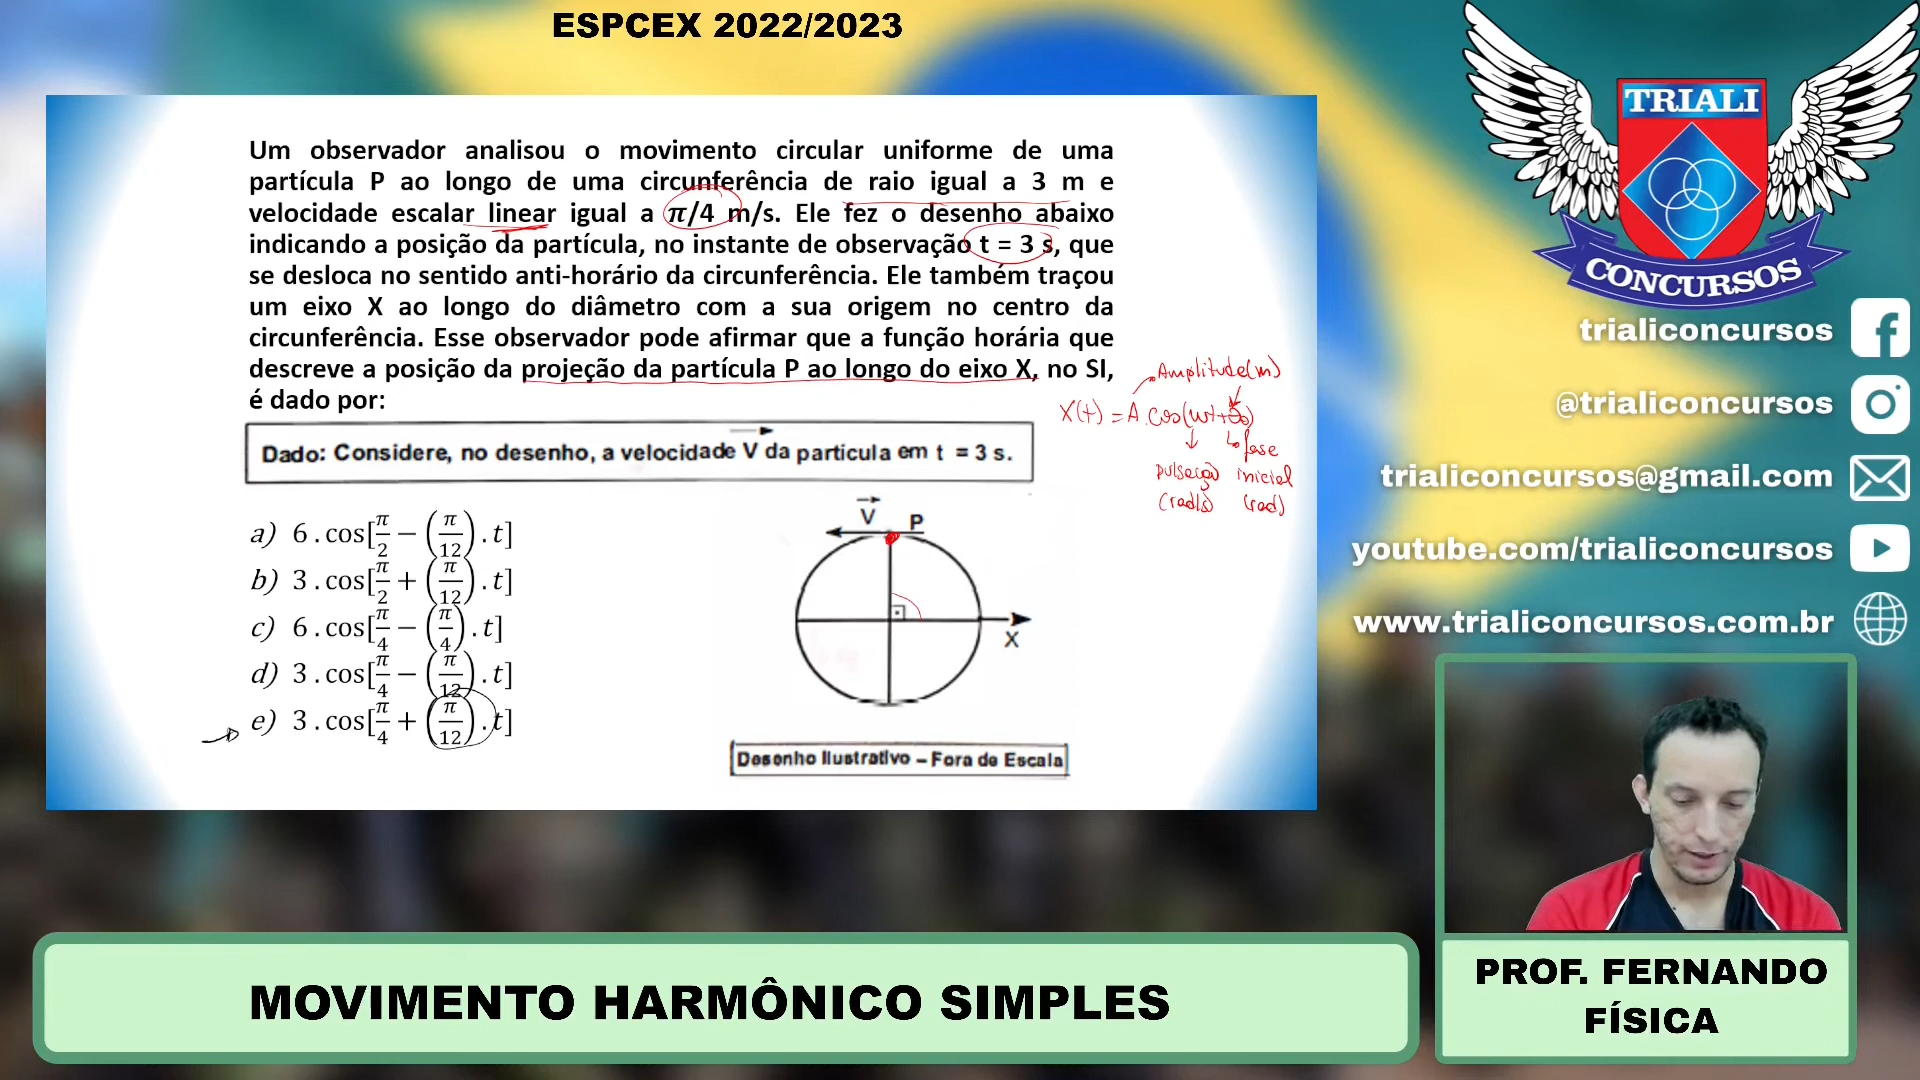 ESPCEX 2022/2023
Um observador analisou o movimento circular uniforme de uma
partícula P ao longo de uma circunferência de raio igual a 3 m e
velocidade escalar linear igual a π/4 m/s. Ele fez o desenho abaixo
indicando a posição da partícula, no instante de observação t = 3 s, que
se desloca no sentido anti-horário da circunferência. Ele também traçou
um eixo X ao longo do diâmetro com a sua origem no centro da
circunferência. Esse observador pode afirmar que a função horária que
descreve a posição da projeção da partícula P ao longo do eixo X, no SI,
é dado por:
Dado: Considere, no desenho, a velocidade V da partícula em t = 3 s.
a) 6 . cos[π/2 − (π/12) . t]
b) 3 . cos[π/2 + (π/12) . t]
c) 6 . cos[π/4 − (π/4) . t]
d) 3 . cos[π/4 − (π/12) . t]
e) 3 . cos[π/4 + (π/12) . t]
V P
X
Desenho Ilustrativo – Fora de Escala
Amplitude(m)
X(t) = A.cos(ωt+θ₀)
fase
pulsação inicial
(rad/s) (rad)
TRIALI
CONCURSOS
trialiconcursos
@trialiconcursos
trialiconcursos@gmail.com
youtube.com/trialiconcursos
www.trialiconcursos.com.br
MOVIMENTO HARMÔNICO SIMPLES
PROF. FERNANDO
FÍSICA